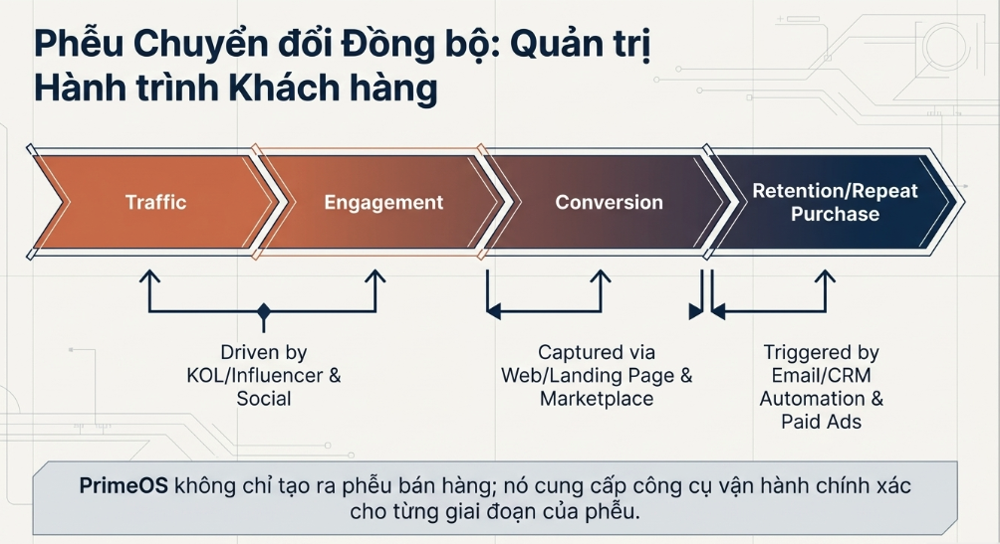 Phễu Chuyển đổi Đồng bộ: Quản trị
Hành trình Khách hàng
Traffic
Engagement
Conversion
Retention/Repeat
Purchase
Driven by
KOL/Influencer &
Social
Captured via
Web/Landing Page &
Marketplace
Triggered by
Email/CRM
Automation &
Paid Ads
PrimeOS không chỉ tạo ra phễu bán hàng; nó cung cấp công cụ vận hành chính xác
cho từng giai đoạn của phễu.